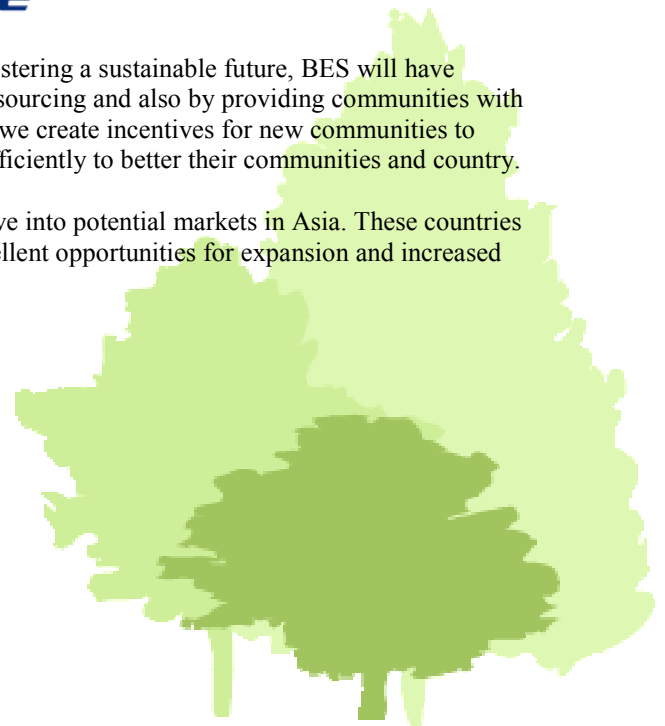 stering a sustainable future, BES will have
sourcing and also by providing communities with
we create incentives for new communities to
fficiently to better their communities and country.
ve into potential markets in Asia. These countries
ellent opportunities for expansion and increased